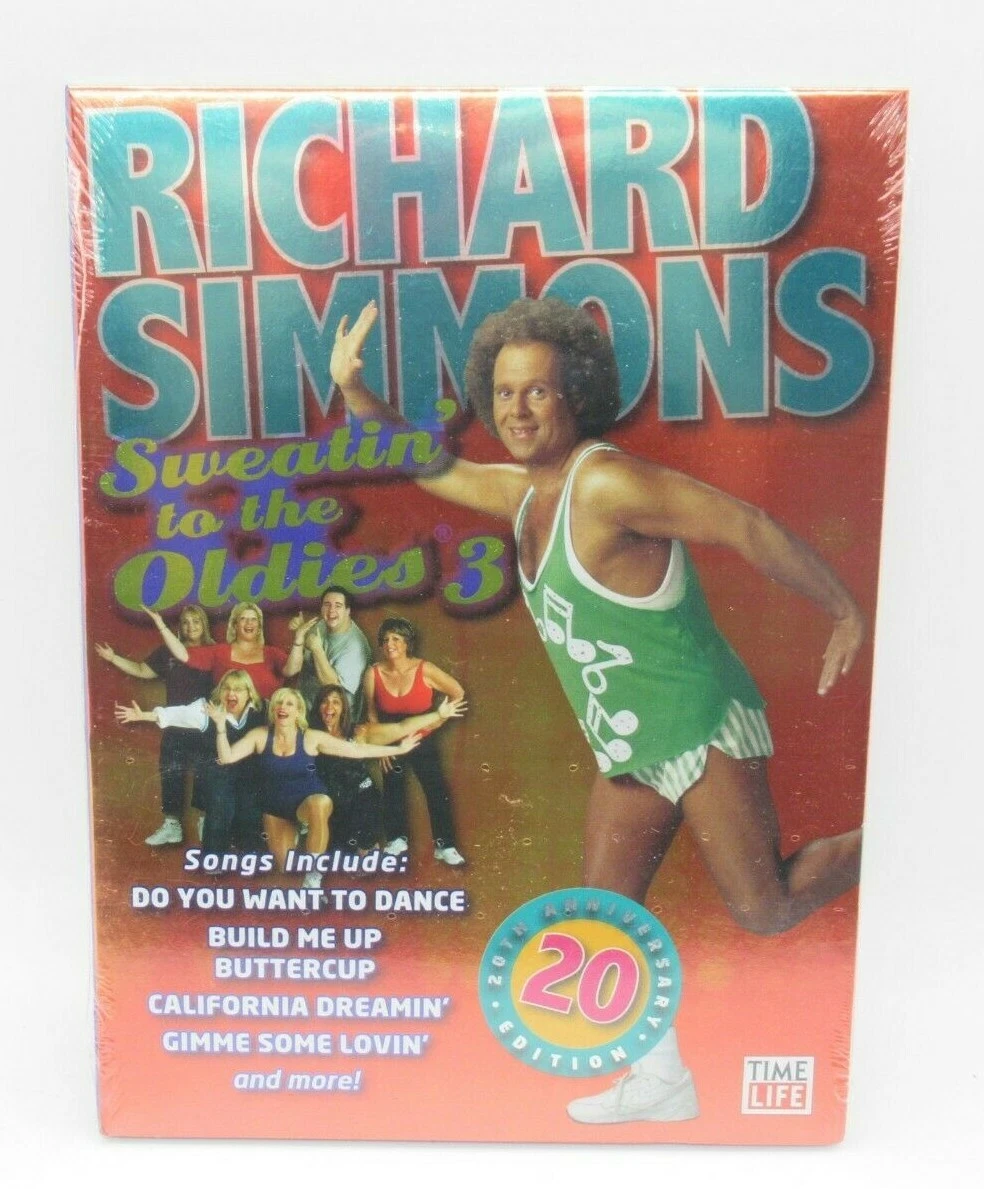 RICHARD
SIMMONS
Sweatin'
to the
Oldies® 3
Songs Include:
DO YOU WANT TO DANCE
BUILD ME UP
BUTTERCUP
CALIFORNIA DREAMIN'
GIMME SOME LOVIN'
and more!
20TH ANNIVERSARY
20
EDITION
TIME
LIFE